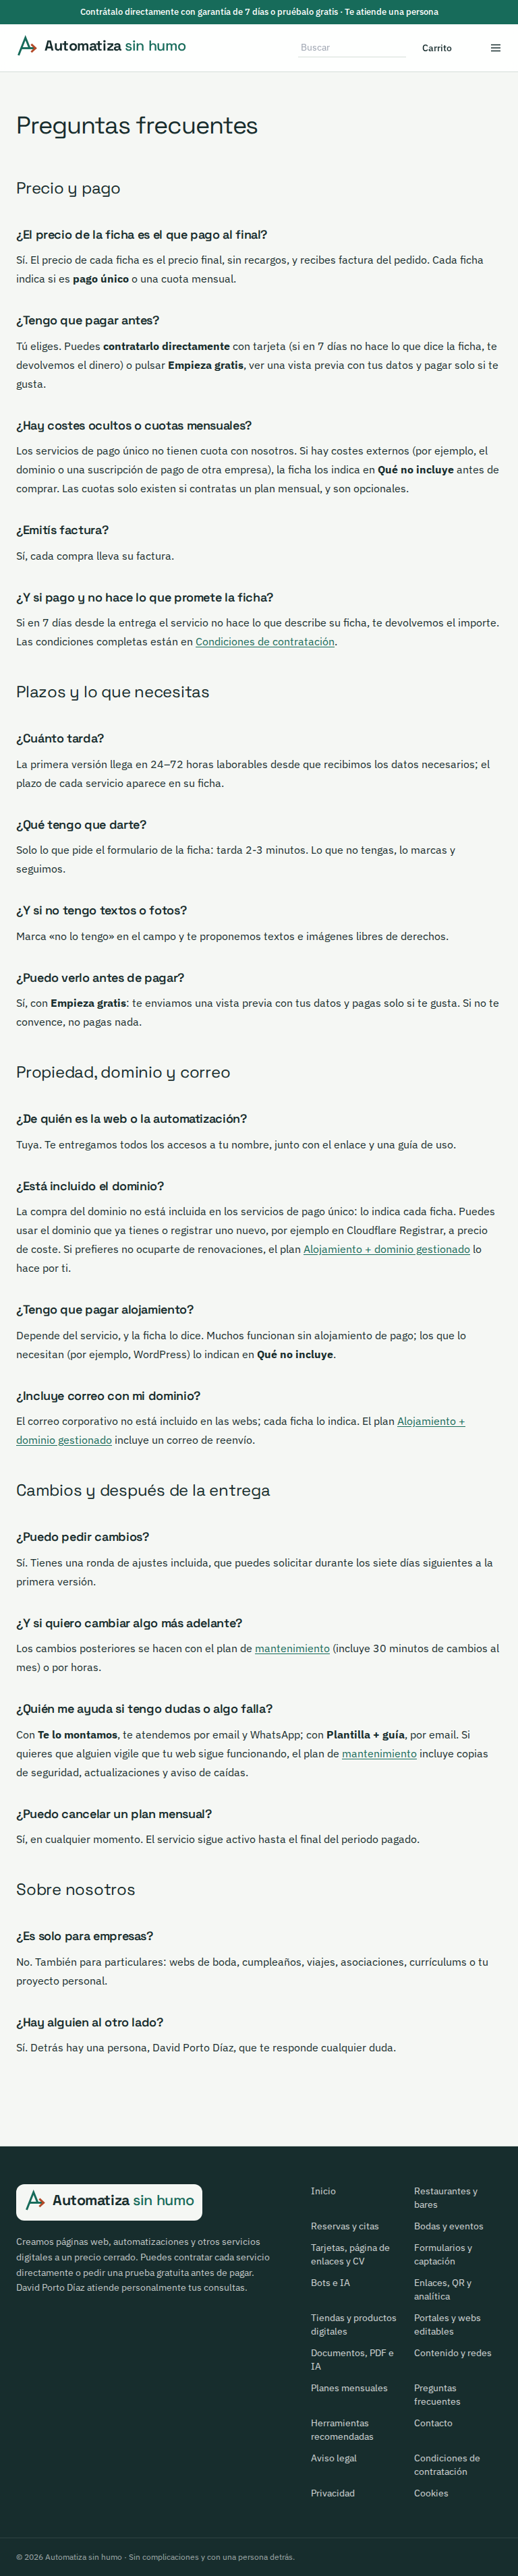 Contrátalo directamente con garantía de 7 días o pruébalo gratis · Te atiende una persona
Automatiza sin humo
Buscar
Carrito
Preguntas frecuentes
Precio y pago
¿El precio de la ficha es el que pago al final?
Sí. El precio de cada ficha es el precio final, sin recargos, y recibes factura del pedido. Cada ficha
indica si es pago único o una cuota mensual.
¿Tengo que pagar antes?
Tú eliges. Puedes contratarlo directamente con tarjeta (si en 7 días no hace lo que dice la ficha, te
devolvemos el dinero) o pulsar Empieza gratis, ver una vista previa con tus datos y pagar solo si te
gusta.
¿Hay costes ocultos o cuotas mensuales?
Los servicios de pago único no tienen cuota con nosotros. Si hay costes externos (por ejemplo, el
dominio o una suscripción de pago de otra empresa), la ficha los indica en Qué no incluye antes de
comprar. Las cuotas solo existen si contratas un plan mensual, y son opcionales.
¿Emitís factura?
Sí, cada compra lleva su factura.
¿Y si pago y no hace lo que promete la ficha?
Si en 7 días desde la entrega el servicio no hace lo que describe su ficha, te devolvemos el importe.
Las condiciones completas están en Condiciones de contratación.
Plazos y lo que necesitas
¿Cuánto tarda?
La primera versión llega en 24–72 horas laborables desde que recibimos los datos necesarios; el
plazo de cada servicio aparece en su ficha.
¿Qué tengo que darte?
Solo lo que pide el formulario de la ficha: tarda 2-3 minutos. Lo que no tengas, lo marcas y
seguimos.
¿Y si no tengo textos o fotos?
Marca «no lo tengo» en el campo y te proponemos textos e imágenes libres de derechos.
¿Puedo verlo antes de pagar?
Sí, con Empieza gratis: te enviamos una vista previa con tus datos y pagas solo si te gusta. Si no te
convence, no pagas nada.
Propiedad, dominio y correo
¿De quién es la web o la automatización?
Tuya. Te entregamos todos los accesos a tu nombre, junto con el enlace y una guía de uso.
¿Está incluido el dominio?
La compra del dominio no está incluida en los servicios de pago único: lo indica cada ficha. Puedes
usar el dominio que ya tienes o registrar uno nuevo, por ejemplo en Cloudflare Registrar, a precio
de coste. Si prefieres no ocuparte de renovaciones, el plan Alojamiento + dominio gestionado lo
hace por ti.
¿Tengo que pagar alojamiento?
Depende del servicio, y la ficha lo dice. Muchos funcionan sin alojamiento de pago; los que lo
necesitan (por ejemplo, WordPress) lo indican en Qué no incluye.
¿Incluye correo con mi dominio?
El correo corporativo no está incluido en las webs; cada ficha lo indica. El plan Alojamiento +
dominio gestionado incluye un correo de reenvío.
Cambios y después de la entrega
¿Puedo pedir cambios?
Sí. Tienes una ronda de ajustes incluida, que puedes solicitar durante los siete días siguientes a la
primera versión.
¿Y si quiero cambiar algo más adelante?
Los cambios posteriores se hacen con el plan de mantenimiento (incluye 30 minutos de cambios al
mes) o por horas.
¿Quién me ayuda si tengo dudas o algo falla?
Con Te lo montamos, te atendemos por email y WhatsApp; con Plantilla + guía, por email. Si
quieres que alguien vigile que tu web sigue funcionando, el plan de mantenimiento incluye copias
de seguridad, actualizaciones y aviso de caídas.
¿Puedo cancelar un plan mensual?
Sí, en cualquier momento. El servicio sigue activo hasta el final del periodo pagado.
Sobre nosotros
¿Es solo para empresas?
No. También para particulares: webs de boda, cumpleaños, viajes, asociaciones, currículums o tu
proyecto personal.
¿Hay alguien al otro lado?
Sí. Detrás hay una persona, David Porto Díaz, que te responde cualquier duda.
Automatiza sin humo
Creamos páginas web, automatizaciones y otros servicios
digitales a un precio cerrado. Puedes contratar cada servicio
directamente o pedir una prueba gratuita antes de pagar.
David Porto Díaz atiende personalmente tus consultas.
Inicio
Restaurantes y
bares
Reservas y citas
Bodas y eventos
Tarjetas, página de
enlaces y CV
Formularios y
captación
Bots e IA
Enlaces, QR y
analítica
Tiendas y productos
digitales
Portales y webs
editables
Documentos, PDF e
IA
Contenido y redes
Planes mensuales
Preguntas
frecuentes
Herramientas
recomendadas
Contacto
Aviso legal
Condiciones de
contratación
Privacidad
Cookies
© 2026 Automatiza sin humo · Sin complicaciones y con una persona detrás.